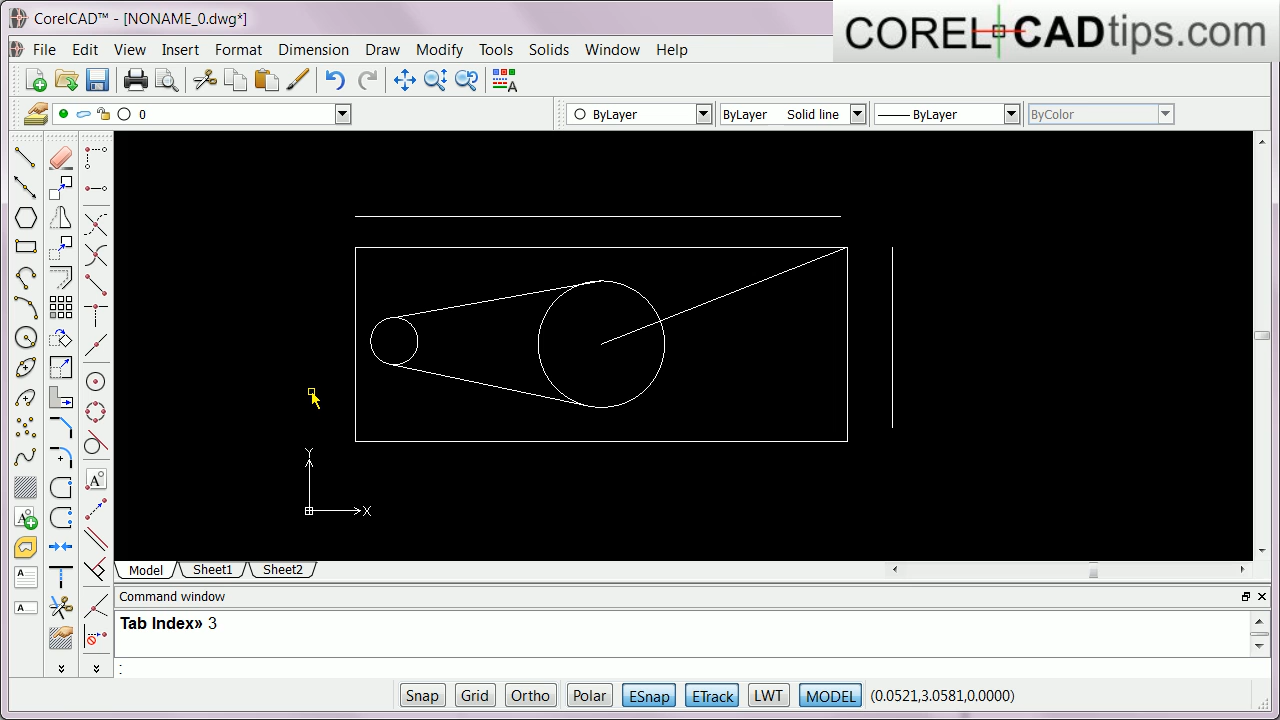 CorelCAD™ - [NONAME_0.dwg*]
COREL CADtips.com
File Edit View Insert Format Dimension Draw Modify Tools Solids Window Help
0 ByLayer ByLayer Solid line ByLayer ByColor
Y
X
Model Sheet1 Sheet2
Command window
Tab Index» 3
:
Snap Grid Ortho Polar ESnap ETrack LWT MODEL (0.0521,3.0581,0.0000)